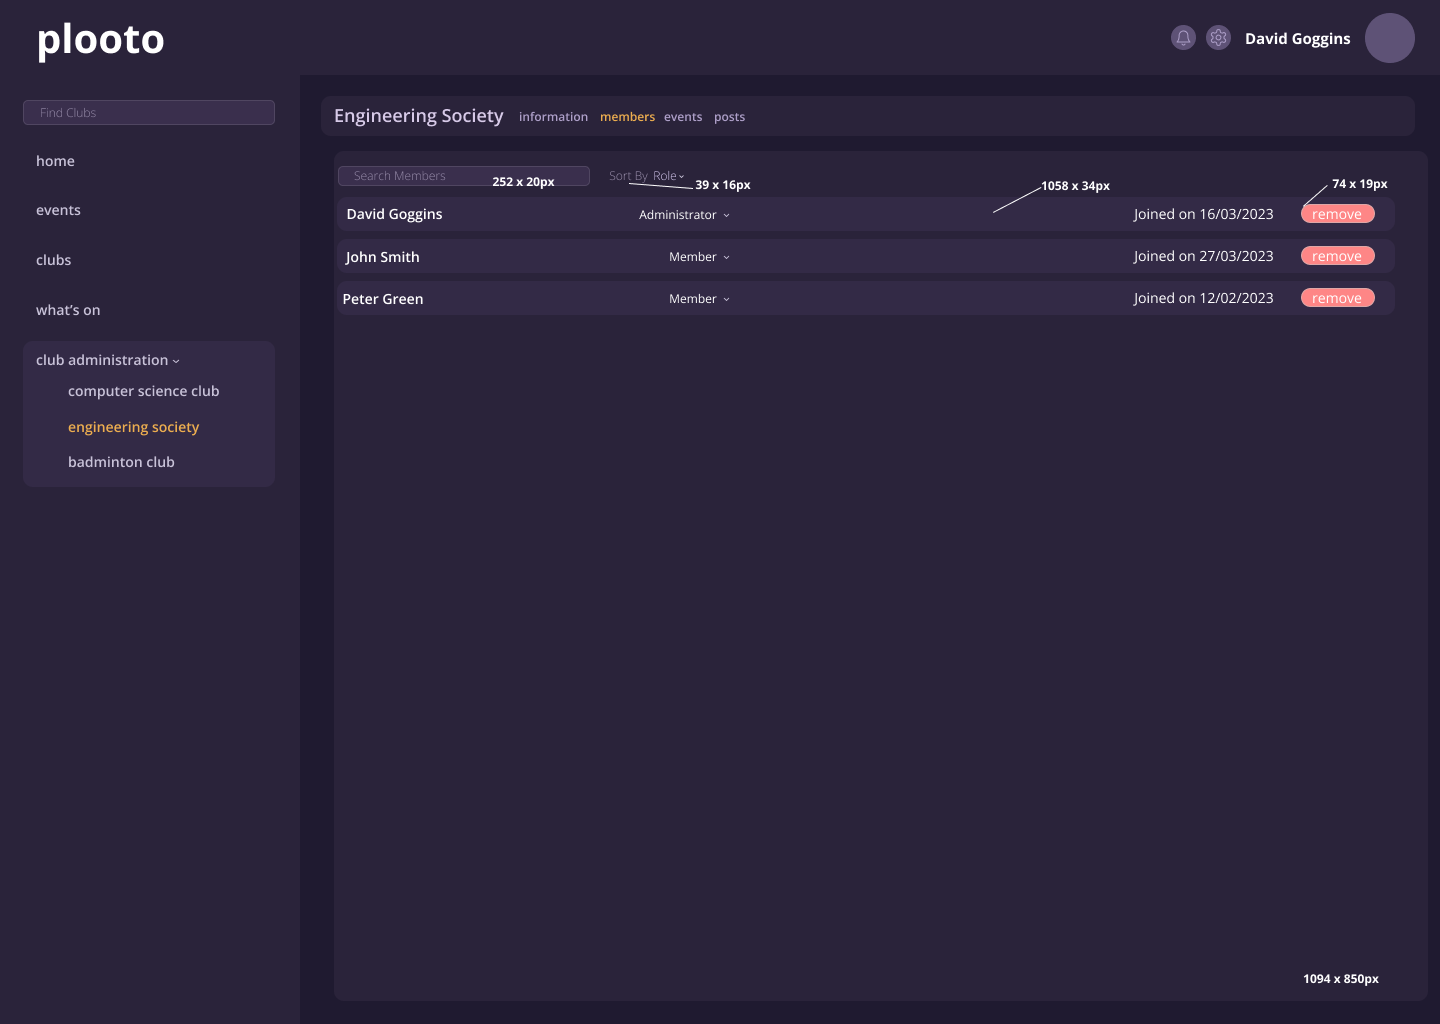 plooto
David Goggins
Find Clubs
home
events
clubs
what's on
club administration
computer science club
engineering society
badminton club
Engineering Society information members events posts
Search Members 252 x 20px Sort By Role 39 x 16px 1058 x 34px 74 x 19px
David Goggins Administrator Joined on 16/03/2023 remove
John Smith Member Joined on 27/03/2023 remove
Peter Green Member Joined on 12/02/2023 remove
1094 x 850px